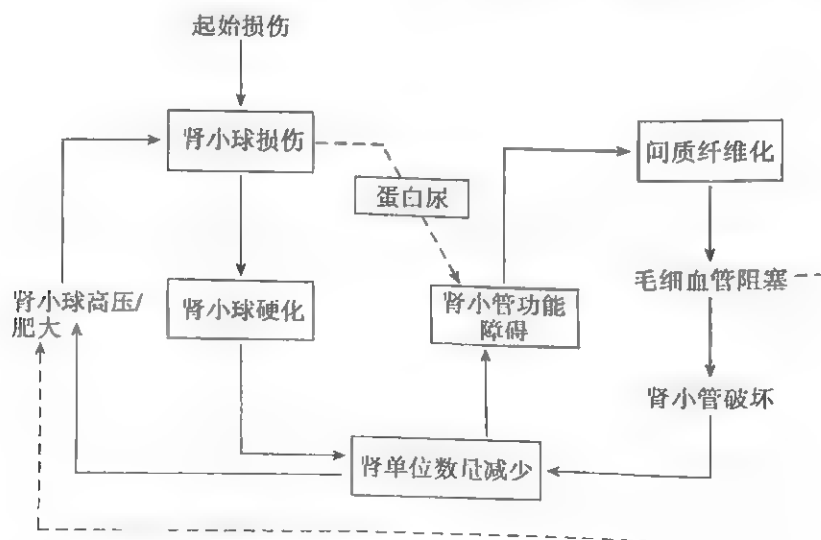 起始损伤
肾小球损伤
间质纤维化
蛋白尿
毛细血管阻塞
肾小球高压/
肥大
肾小球硬化
肾小管功能
障碍
肾小管破坏
肾单位数量减少